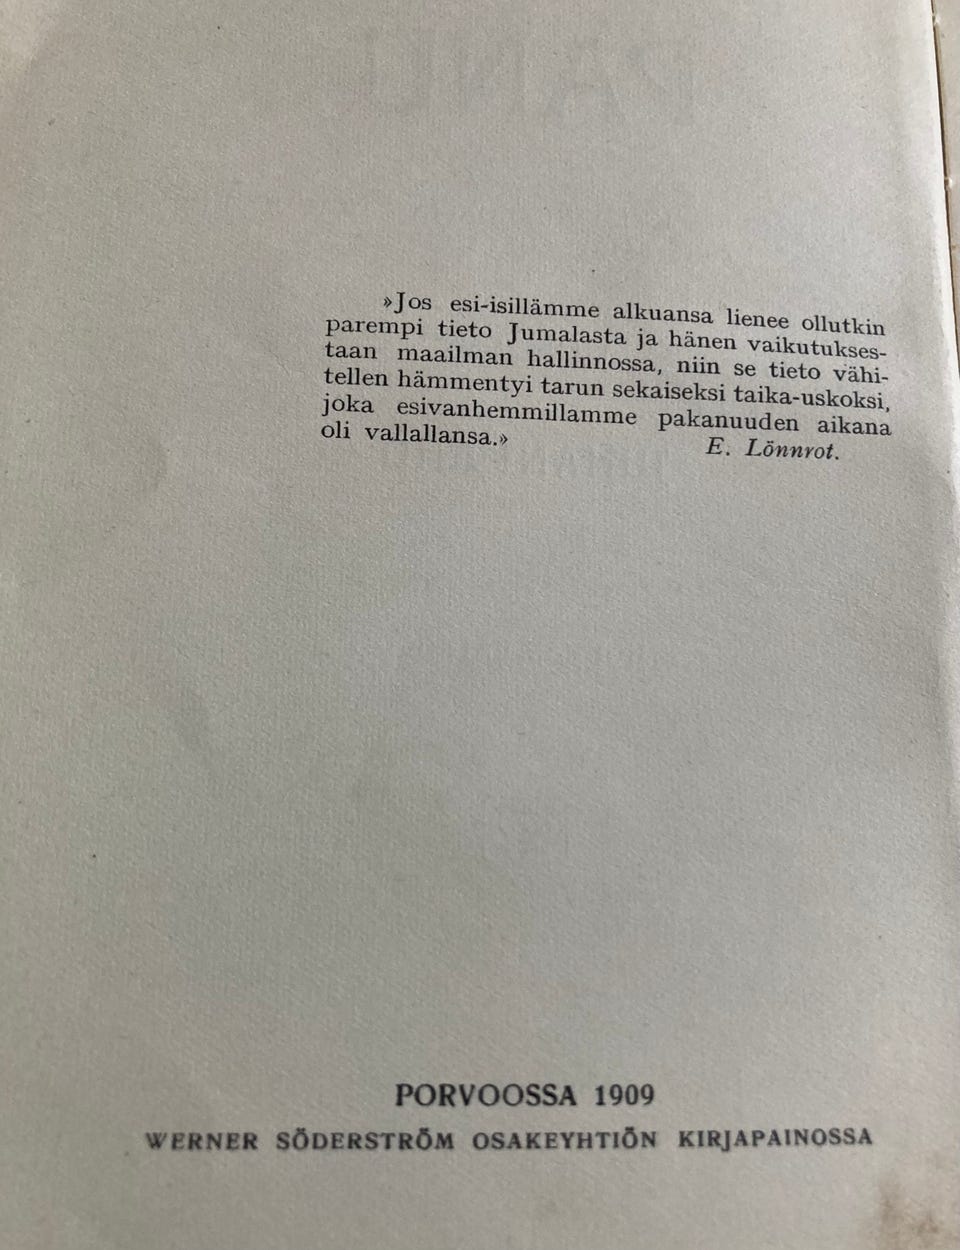 »Jos esi-isillämme alkuansa lienee ollutkin
parempi tieto Jumalasta ja hänen vaikutukses-
taan maailman hallinnossa, niin se tieto vähi-
tellen hämmentyi tarun sekaiseksi taika-uskoksi,
joka esivanhemmillamme pakanuuden aikana
oli vallallansa.»
E. Lönnrot.
PORVOOSSA 1909
WERNER SÖDERSTRÖM OSAKEYHTIÖN KIRJAPAINOSSA